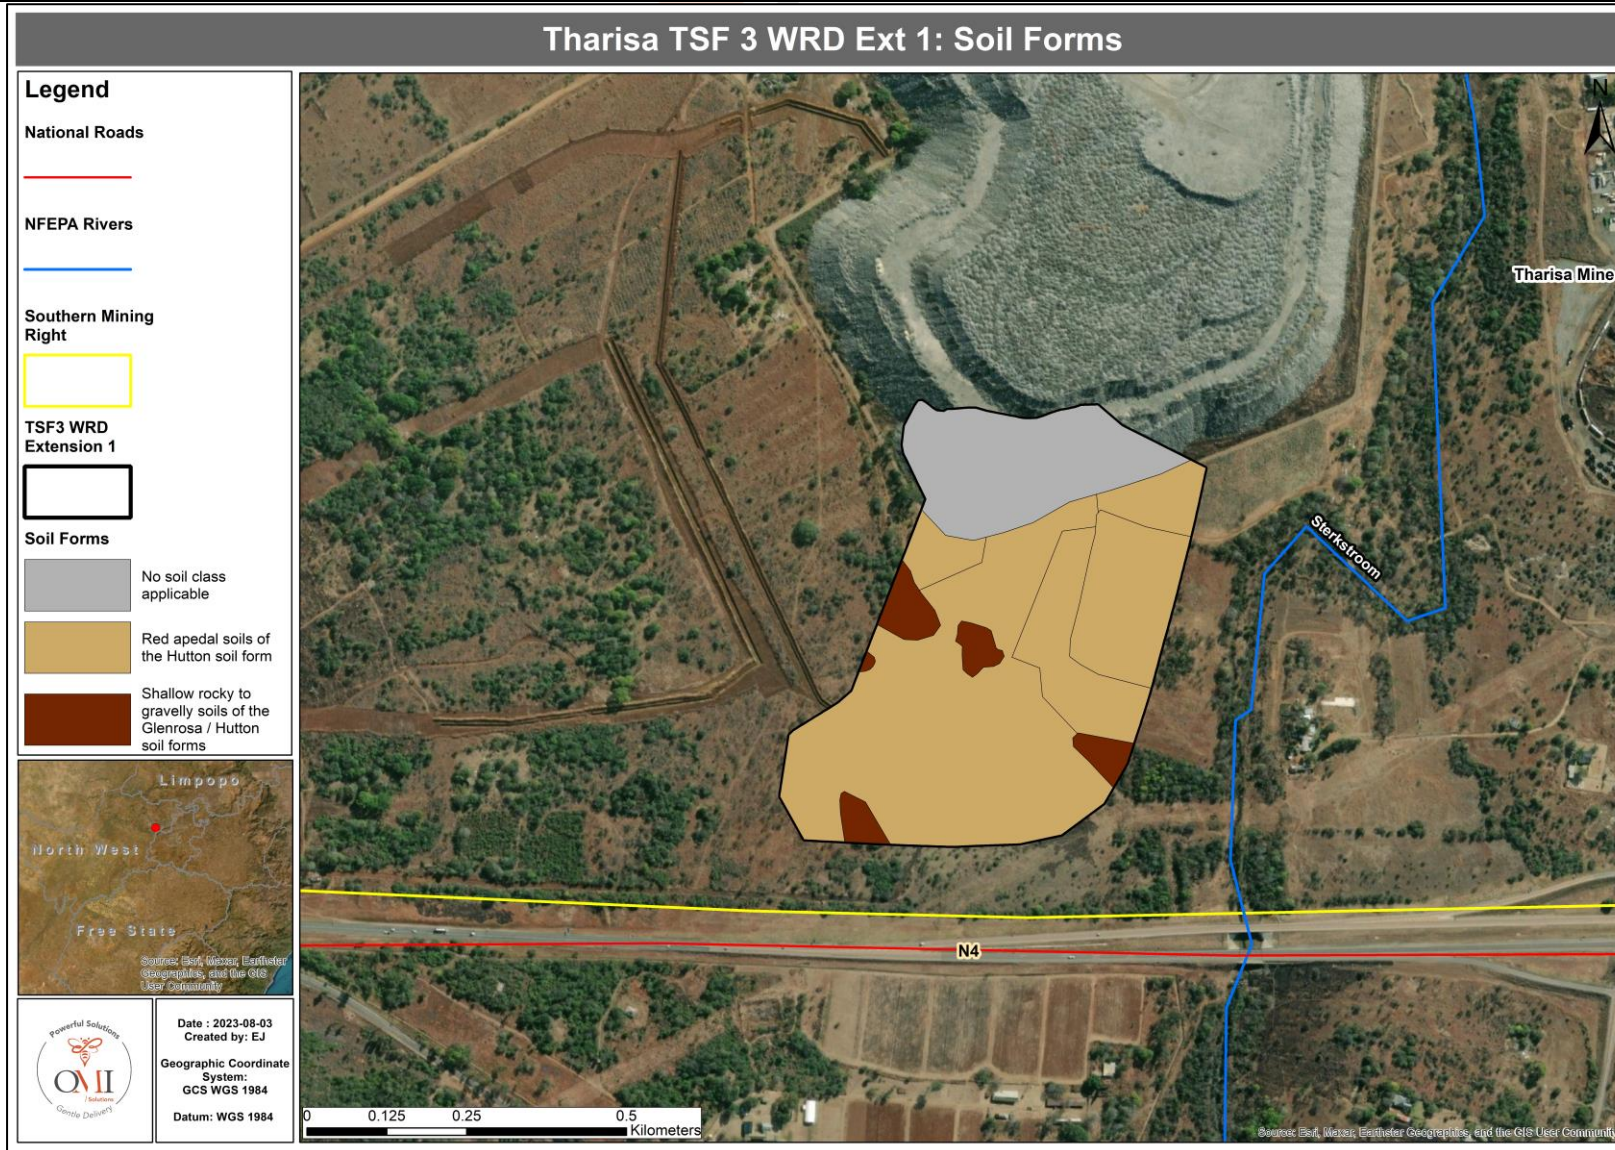 Tharisa TSF 3 WRD Ext 1: Soil Forms
Legend
National Roads
NFEPA Rivers
Southern Mining
Right
TSF3 WRD
Extension 1
Soil Forms
No soil class
applicable
Red apedal soils of
the Hutton soil form
Shallow rocky to
gravelly soils of the
Glenrosa / Hutton
soil forms
Limpopo
North West
Free State
Source: Esri, Maxar, Earthstar
Geographics, and the GIS
User Community
Powerful Solutions
OMI
Solutions
Gentle Delivery
Date : 2023-08-03
Created by: EJ
Geographic Coordinate
System:
GCS WGS 1984
Datum: WGS 1984
N
Tharisa Mine
Sterkstroom
N4
0 0.125 0.25 0.5
Kilometers
Source: Esri, Maxar, Earthstar Geographics, and the GIS User Community